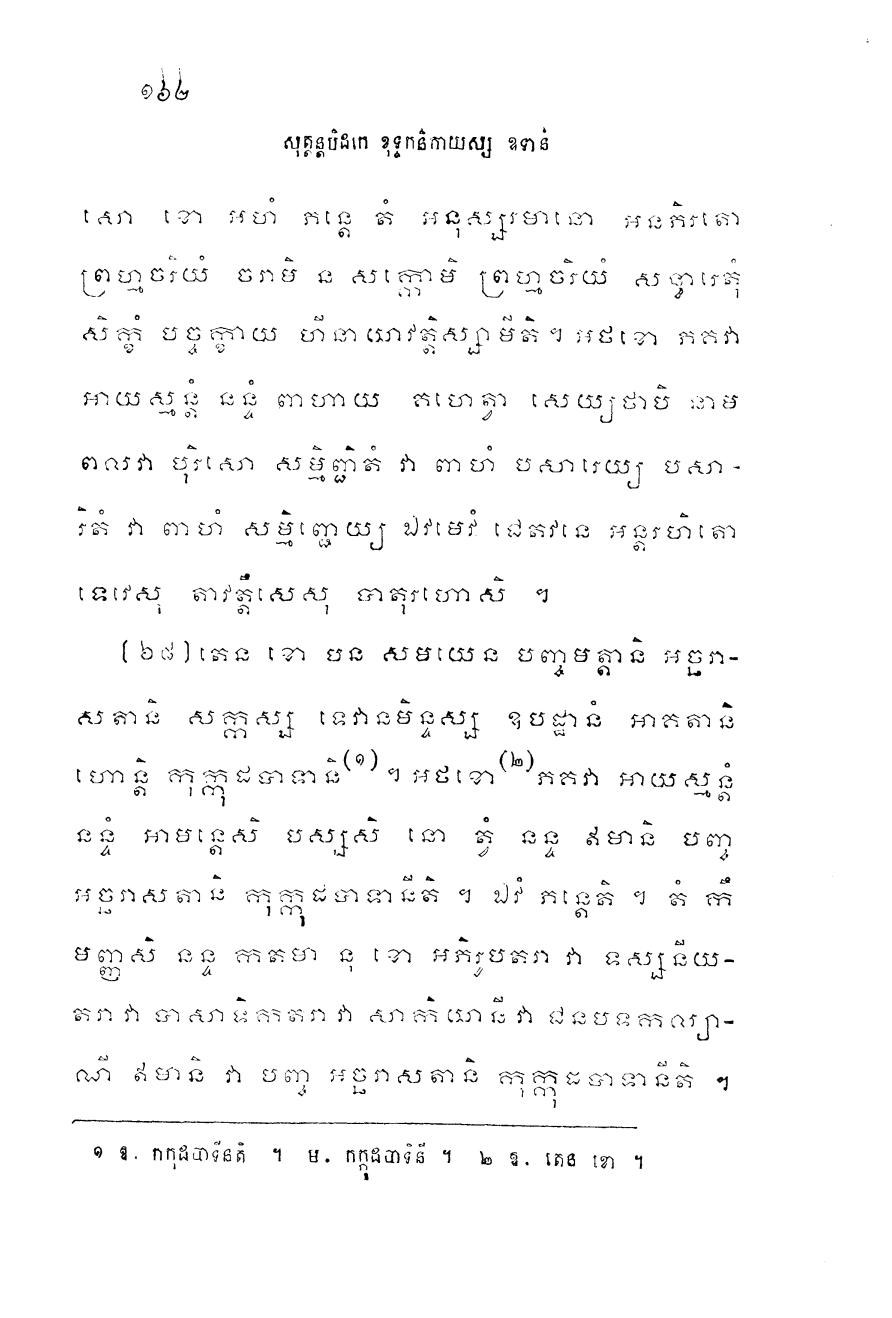 ១៦២
សុត្តន្តបិដកេ ខុទ្ទកនិកាយស្ស ឧទានំ
សោ ខោ អហំ ភន្តេ តំ អនុស្សរមានោ អនភិរតោ
ព្រហ្មចរិយំ ចរាមិ ន សក្កោមិ ព្រហ្មចរិយំ សន្ធារេតុំ
សិក្ខំ បច្ចក្ខាយ ហីនាយាវត្តិស្សាមីតិ។ អថខោ ភគវា
អាយស្មន្តំ នន្ទំ ពាហាយ គហេត្វា សេយ្យថាបិ នាម
ពលវា បុរិសោ សម្មិញ្ជិតំ វា ពាហំ បសារេយ្យ បសា-
រិតំ វា ពាហំ សម្មិញ្ជេយ្យ ឯវមេវំ ជេតវនេ អន្តរហិតោ
ទេវេសុ តាវត្តឹសេសុ បាតុរហោសិ ។
(៦៨) តេន ខោ បន សមយេន បញ្ចមត្តានិ អច្ឆរា-
សតានិ សក្កស្ស ទេវានមិន្ទស្ស ឧបដ្ឋានំ អាគតានិ
ហោន្តិ កុក្កុដបាទានិ(១) ។ អថខោ(២) ភគវា អាយស្មន្តំ
នន្ទំ អាមន្តេសិ បស្សសិ នោ ត្វំ នន្ទ ឥមានិ បញ្ច
អច្ឆរាសតានិ កុក្កុដបាទានីតិ ។ ឯវំ ភន្តេតិ ។ តំ កឹ
មញ្ញសិ នន្ទ កតមា នុ ខោ អភិរូបតរា វា ទស្សនីយ-
តរា វា បាសាទិកតរា វា សាកិយានី វា ជនបទកល្យា-
ណី ឥមានិ វា បញ្ច អច្ឆរាសតានិ កុក្កុដបាទានីតិ ។
១ ឧ. កកុដបាទីនតិ ។ ម. កក្កុដបាទិនី ។ ២ ឧ. តេន ខោ ។